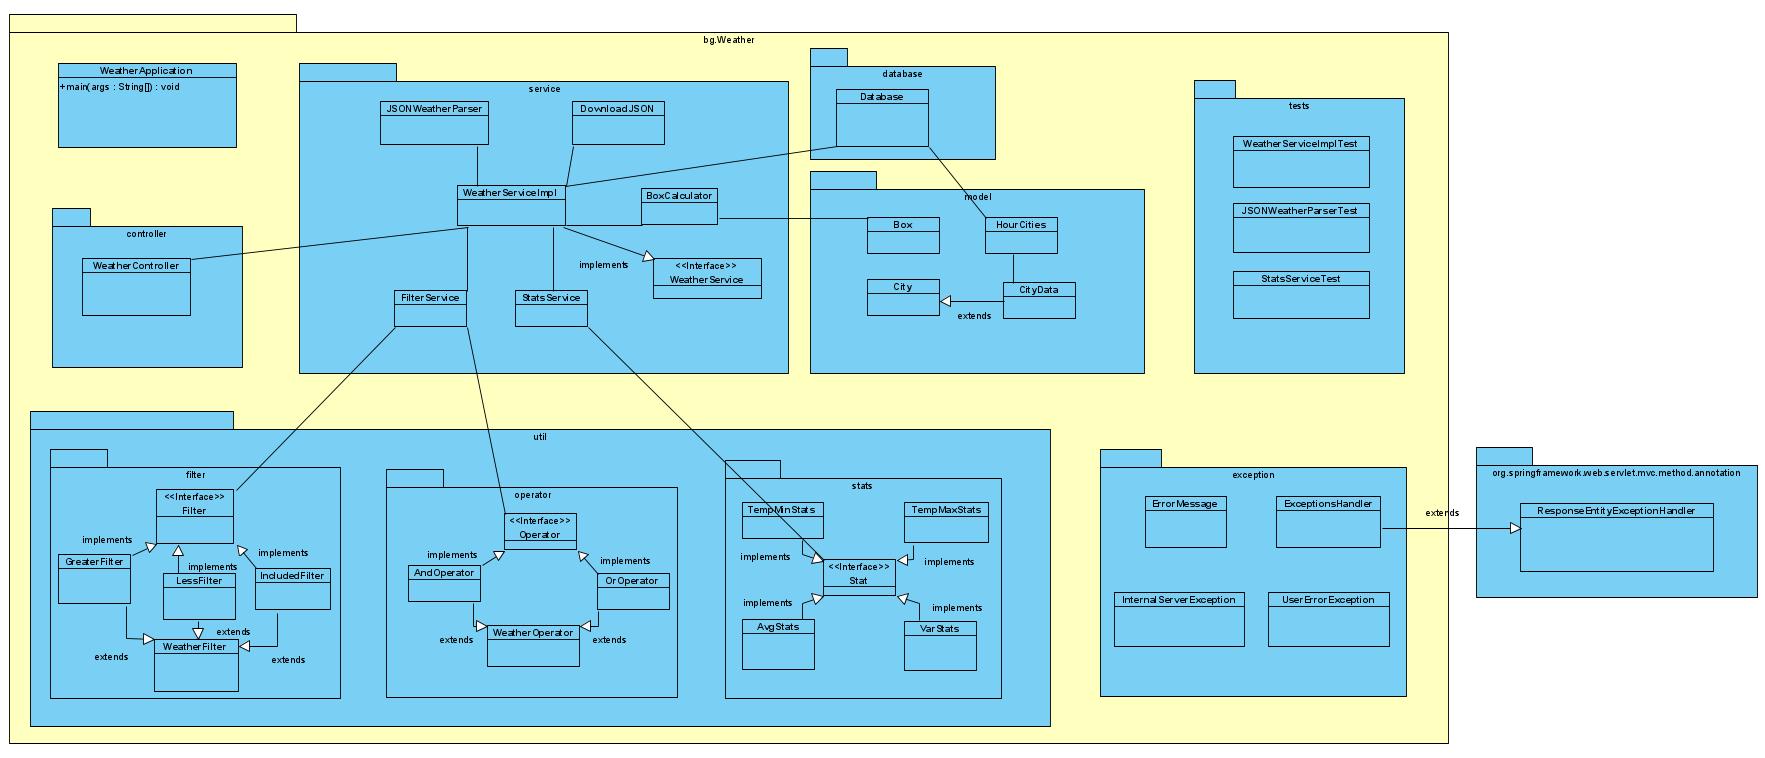 bg.Weather
WeatherApplication
+main(args : String[]) : void
service
JSONWeatherParser
DownloadJSON
WeatherServiceImpl
BoxCalculator
implements
<<Interface>>
WeatherService
FilterService
StatsService
database
Database
model
Box
HourCities
City
CityData
extends
tests
WeatherServiceImplTest
JSONWeatherParserTest
StatsServiceTest
controller
WeatherController
util
filter
<<Interface>>
Filter
implements
implements
implements
GreaterFilter
LessFilter
IncludedFilter
extends
WeatherFilter
extends
extends
operator
<<Interface>>
Operator
implements
implements
AndOperator
OrOperator
WeatherOperator
extends
extends
stats
TempMinStats
TempMaxStats
implements
implements
<<Interface>>
Stat
implements
implements
AvgStats
VarStats
exception
ErrorMessage
ExceptionsHandler
InternalServerException
UserErrorException
extends
org.springframework.web.servlet.mvc.method.annotation
ResponseEntityExceptionHandler